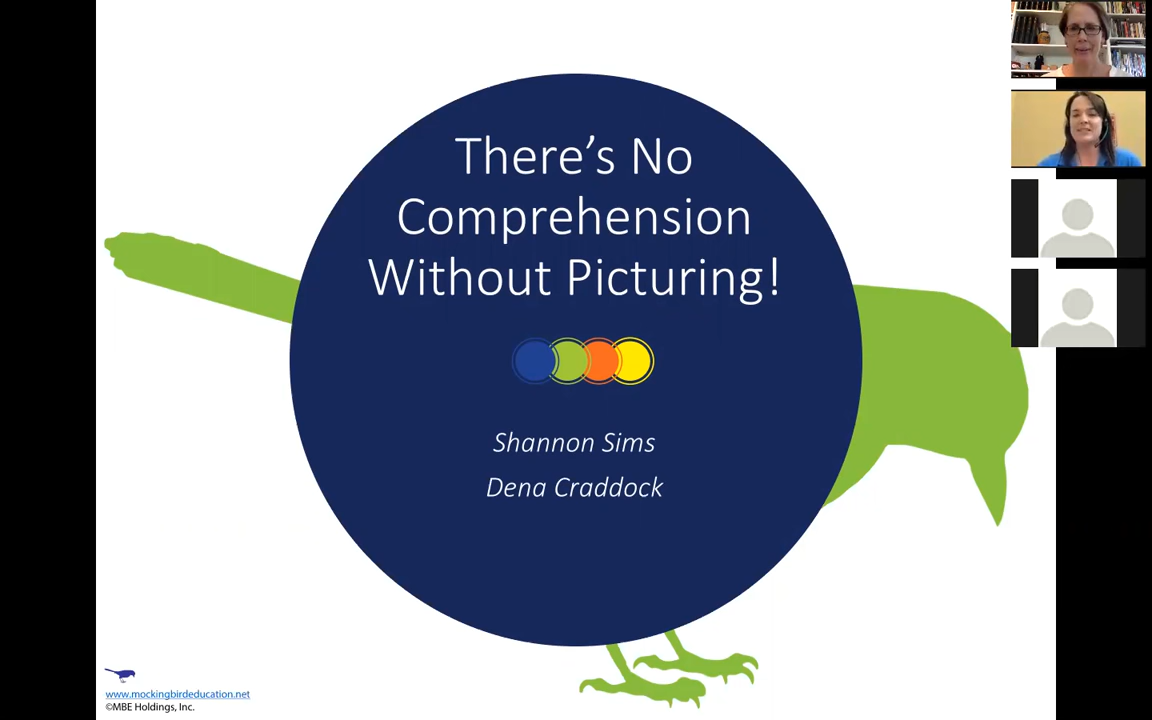 There’s No
Comprehension
Without Picturing!
Shannon Sims
Dena Craddock
www.mockingbirdeducation.net
©MBE Holdings, Inc.